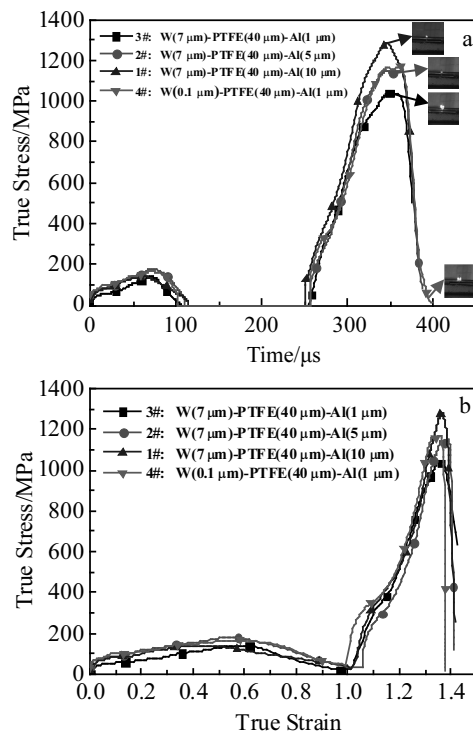 a
3#: W(7 μm)-PTFE(40 μm)-Al(1 μm)
2#: W(7 μm)-PTFE(40 μm)-Al(5 μm)
1#: W(7 μm)-PTFE(40 μm)-Al(10 μm)
4#: W(0.1 μm)-PTFE(40 μm)-Al(1 μm)
True Stress/MPa
1400
1200
1000
800
600
400
200
0
0 100 200 300 400
Time/μs
b
3#: W(7 μm)-PTFE(40 μm)-Al(1 μm)
2#: W(7 μm)-PTFE(40 μm)-Al(5 μm)
1#: W(7 μm)-PTFE(40 μm)-Al(10 μm)
4#: W(0.1 μm)-PTFE(40 μm)-Al(1 μm)
True Stress/MPa
1400
1200
1000
800
600
400
200
0
0.0 0.2 0.4 0.6 0.8 1.0 1.2 1.4
True Strain